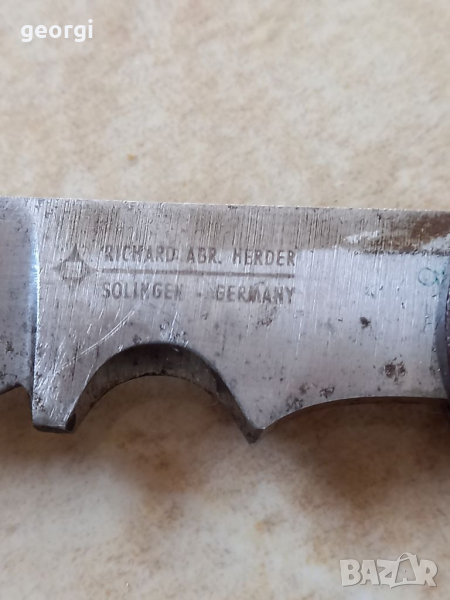 georgi
RICHARD ABR. HERDER
SOLINGEN - GERMANY
BAZAR